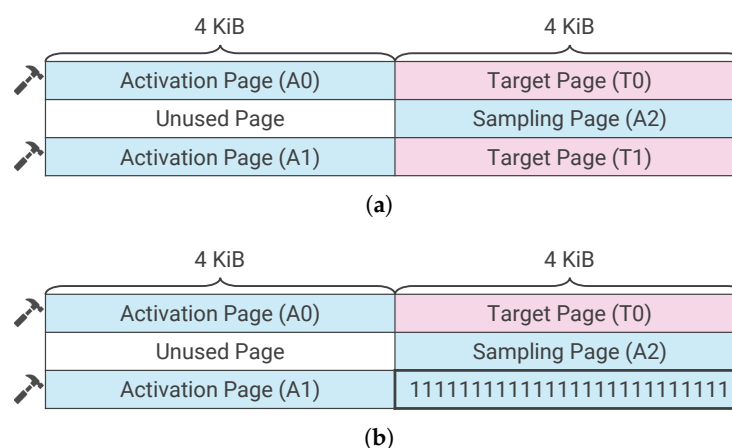 4 KiB 4 KiB
Activation Page (A0) Target Page (T0)
Unused Page Sampling Page (A2)
Activation Page (A1) Target Page (T1)
(a)
4 KiB 4 KiB
Activation Page (A0) Target Page (T0)
Unused Page Sampling Page (A2)
Activation Page (A1) 1111111111111111111111111111
(b)